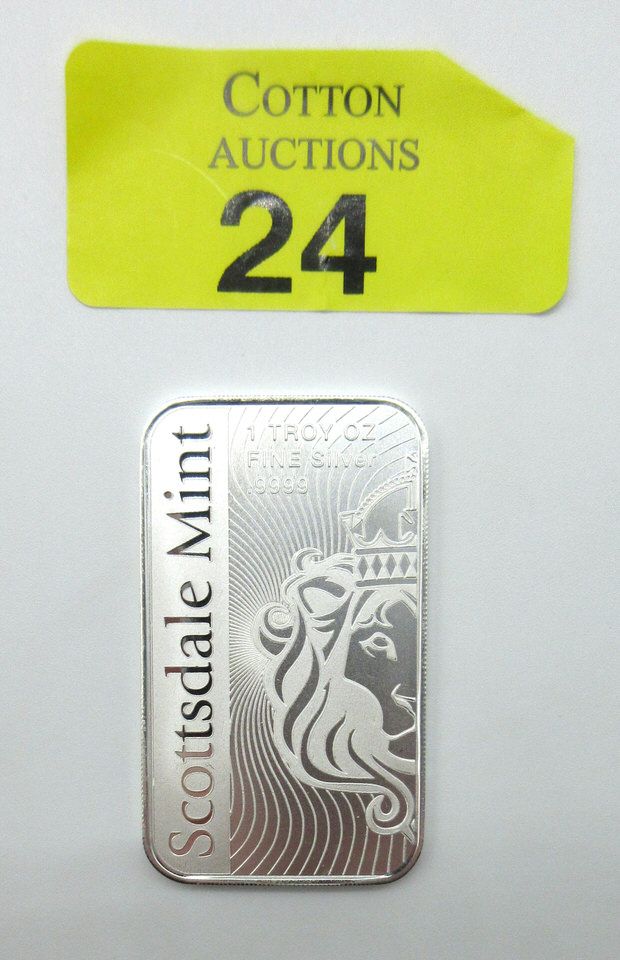 COTTON
AUCTIONS
24
Scottsdale Mint
1 TROY OZ
FINE Silver
.9999